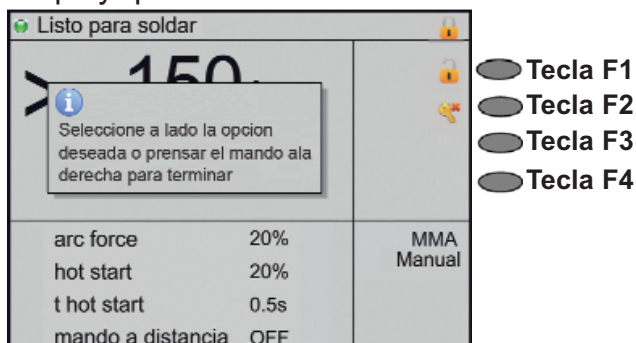 Listo para soldar
> 150
Seleccione a lado la opcion
deseada o prensar el mando ala
derecha para terminar
Tecla F1
Tecla F2
Tecla F3
Tecla F4
arc force 20%
hot start 20%
t hot start 0.5s
mando a distancia OFF
MMA
Manual